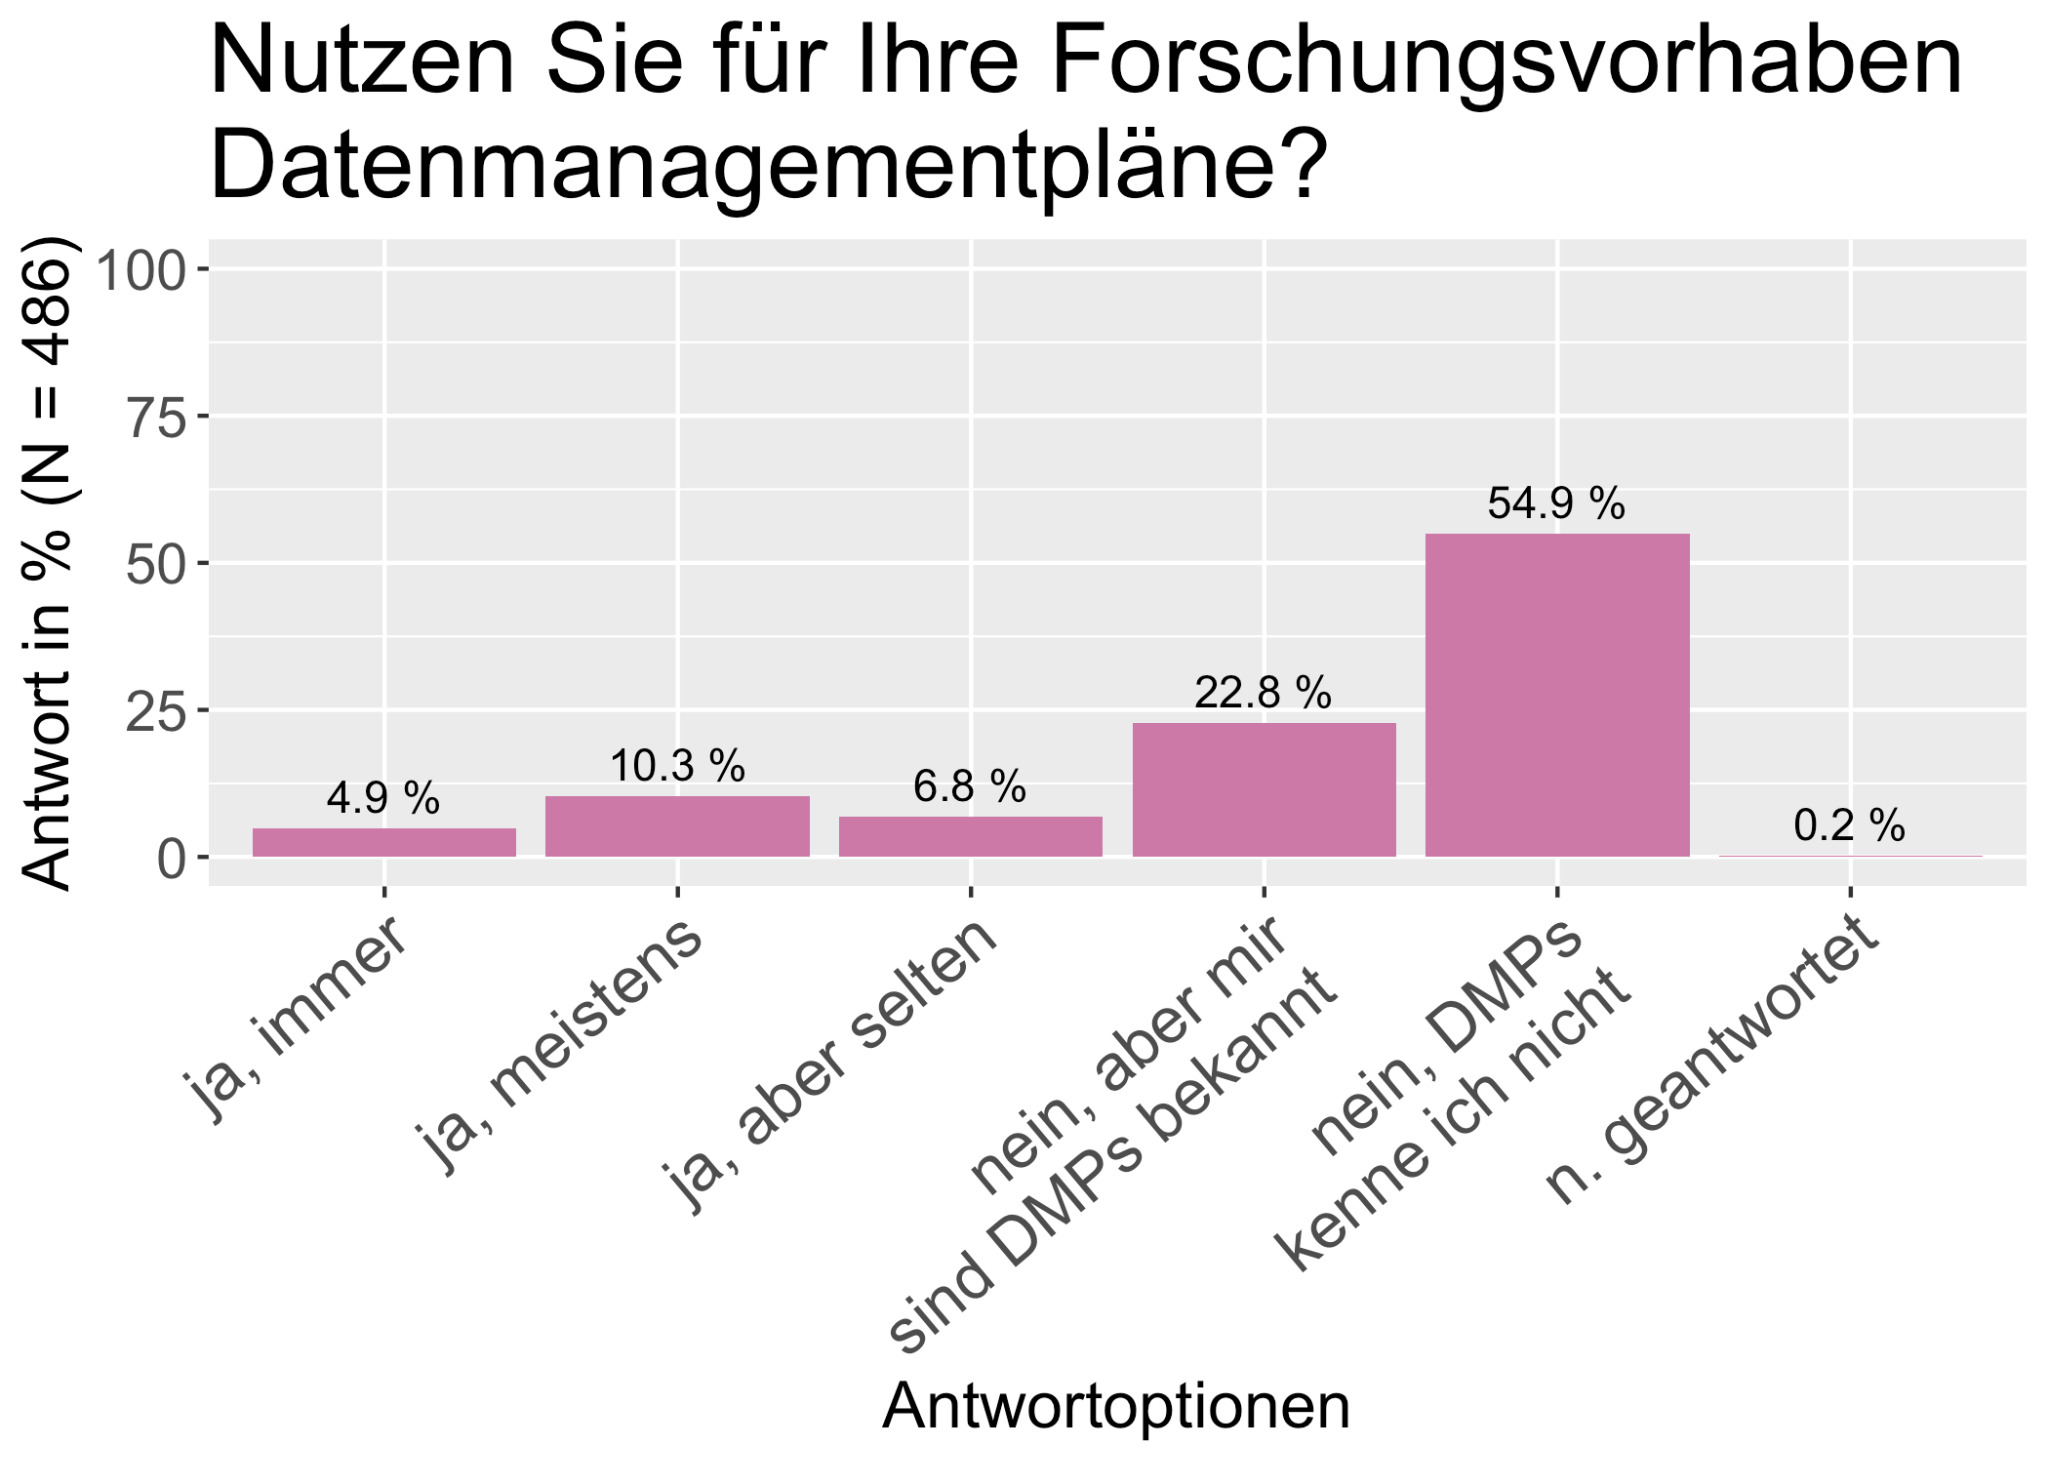 Nutzen Sie für Ihre Forschungsvorhaben
Datenmanagementpläne?
Antwort in % (N = 486)
100
75
50
25
0
4.9 %
10.3 %
6.8 %
22.8 %
54.9 %
0.2 %
ja, immer
ja, meistens
ja, aber selten
nein, aber mir
sind DMPs bekannt
nein, DMPs
kenne ich nicht
n. geantwortet
Antwortoptionen